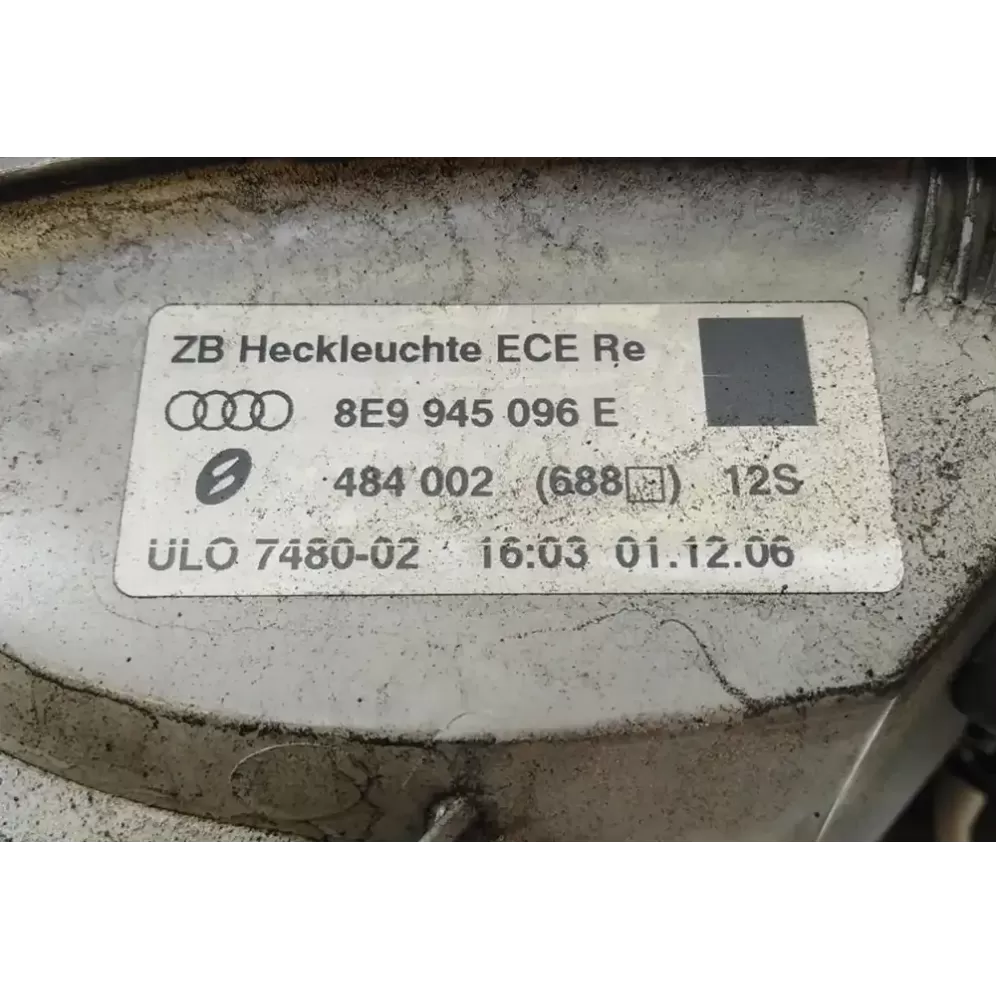 ZB Heckleuchte ECE Re
8E9 945 096 E
484 002 (688) 12S
ULO 7480-02 16:03 01.12.06